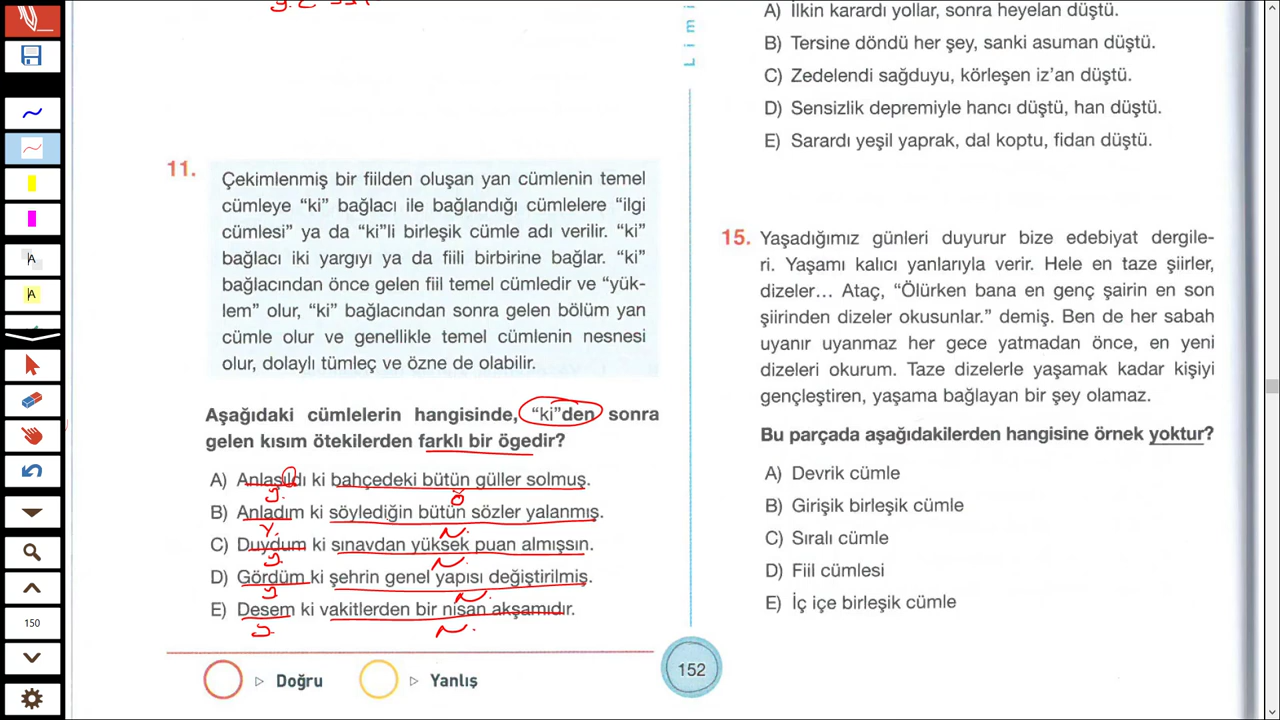 Limi
11.
Çekimlenmiş bir fiilden oluşan yan cümlenin temel
cümleye “ki” bağlacı ile bağlandığı cümlelere “ilgi
cümlesi” ya da “ki”li birleşik cümle adı verilir. “ki”
bağlacı iki yargıyı ya da fiili birbirine bağlar. “ki”
bağlacından önce gelen fiil temel cümledir ve “yük-
lem” olur, “ki” bağlacından sonra gelen bölüm yan
cümle olur ve genellikle temel cümlenin nesnesi
olur, dolaylı tümleç ve özne de olabilir.
Aşağıdaki cümlelerin hangisinde, “ki”den sonra
gelen kısım ötekilerden farklı bir ögedir?
A) Anlaşıldı ki bahçedeki bütün güller solmuş.
y. Ö
B) Anladım ki söylediğin bütün sözler yalanmış.
y. N.
C) Duydum ki sınavdan yüksek puan almışsın.
y. N.
D) Gördüm ki şehrin genel yapısı değiştirilmiş.
y N.
E) Desem ki vakitlerden bir nisan akşamıdır.
y. N.
Doğru
Yanlış
152
A) İlkin karardı yollar, sonra heyelan düştü.
B) Tersine döndü her şey, sanki asuman düştü.
C) Zedelendi sağduyu, körleşen iz’an düştü.
D) Sensizlik depremiyle hancı düştü, han düştü.
E) Sarardı yeşil yaprak, dal koptu, fidan düştü.
15. Yaşadığımız günleri duyurur bize edebiyat dergile-
ri. Yaşamı kalıcı yanlarıyla verir. Hele en taze şiirler,
dizeler... Ataç, “Ölürken bana en genç şairin en son
şiirinden dizeler okusunlar.” demiş. Ben de her sabah
uyanır uyanmaz her gece yatmadan önce, en yeni
dizeleri okurum. Taze dizelerle yaşamak kadar kişiyi
gençleştiren, yaşama bağlayan bir şey olamaz.
Bu parçada aşağıdakilerden hangisine örnek yoktur?
A) Devrik cümle
B) Girişik birleşik cümle
C) Sıralı cümle
D) Fiil cümlesi
E) İç içe birleşik cümle
A
A
150